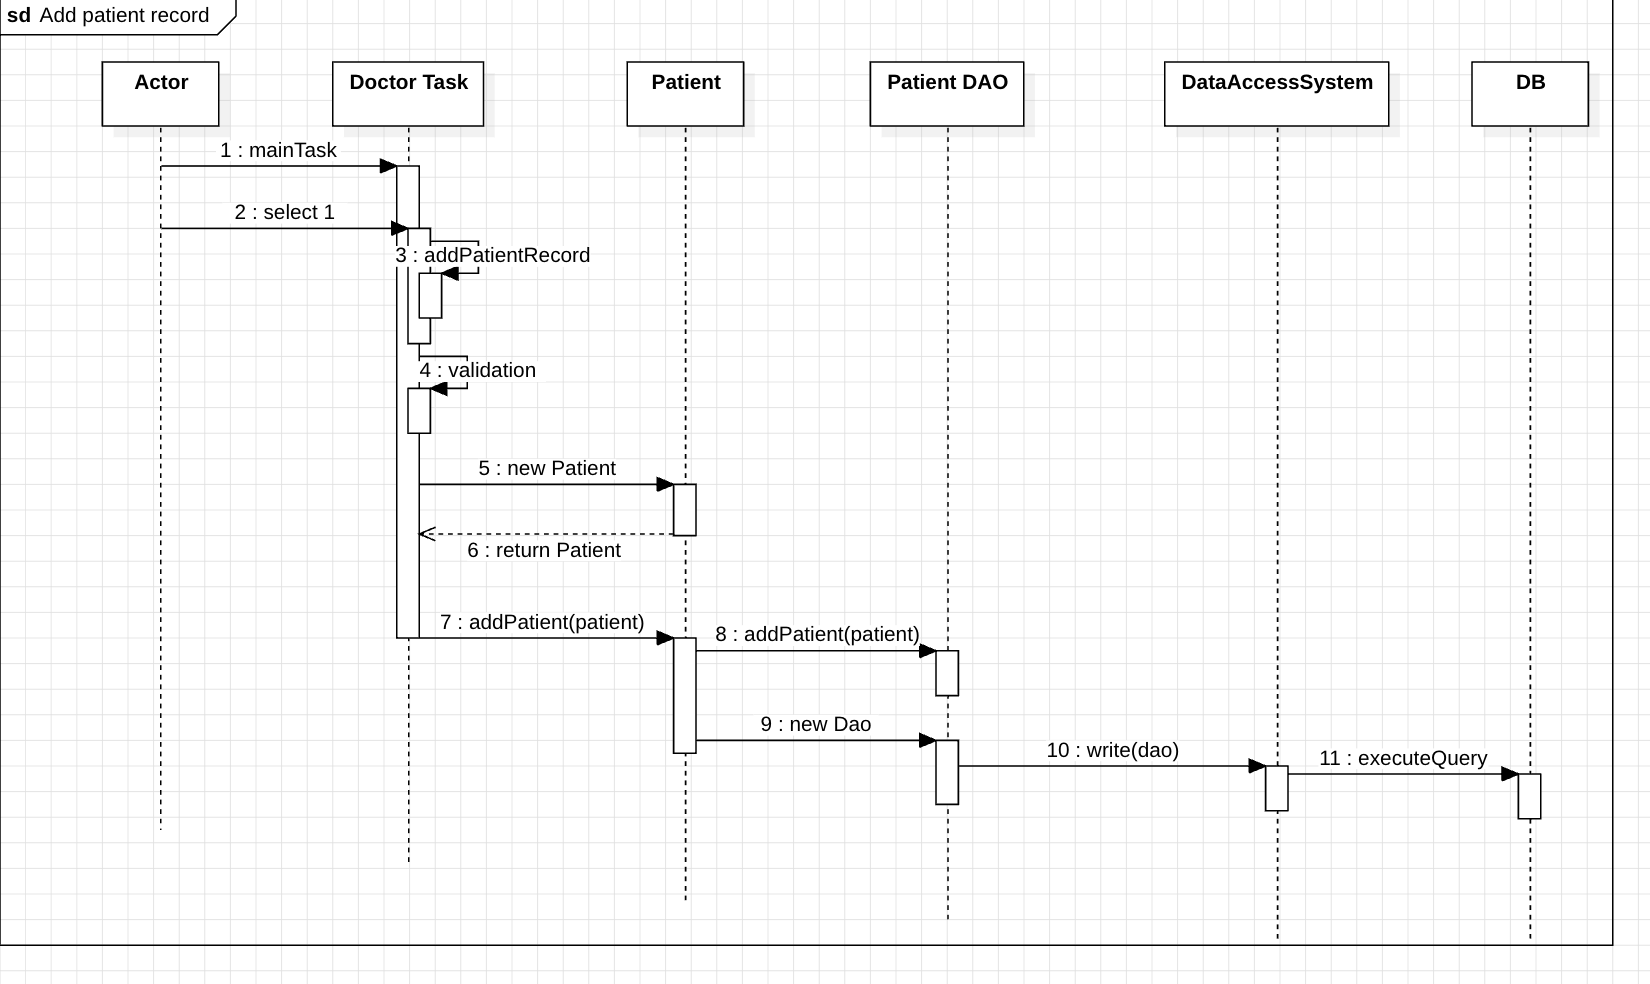 sd Add patient record
Actor
Doctor Task
Patient
Patient DAO
DataAccessSystem
DB
1 : mainTask
2 : select 1
3 : addPatientRecord
4 : validation
5 : new Patient
6 : return Patient
7 : addPatient(patient)
8 : addPatient(patient)
9 : new Dao
10 : write(dao)
11 : executeQuery